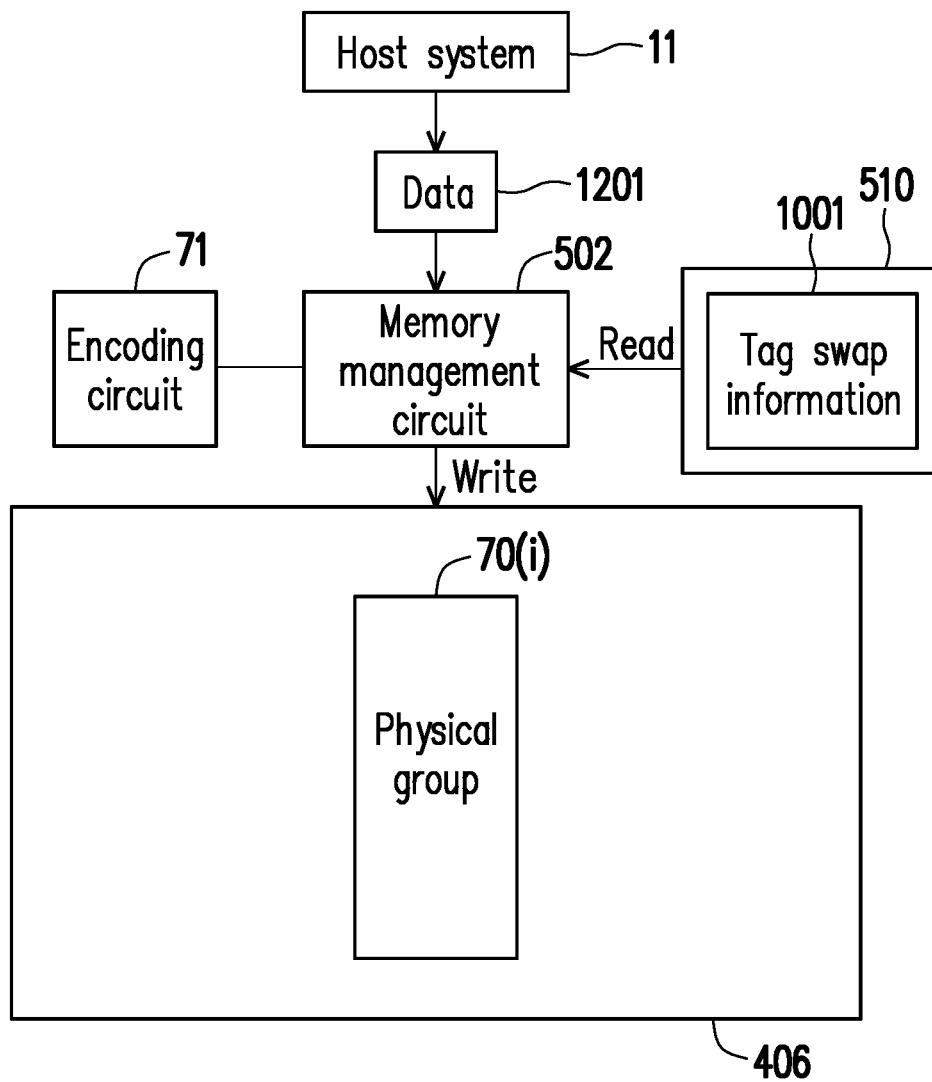 Host system
11
Data
1201
510
1001
71
502
Encoding
circuit
Memory
management
circuit
Read
Tag swap
information
Write
70(i)
Physical
group
406